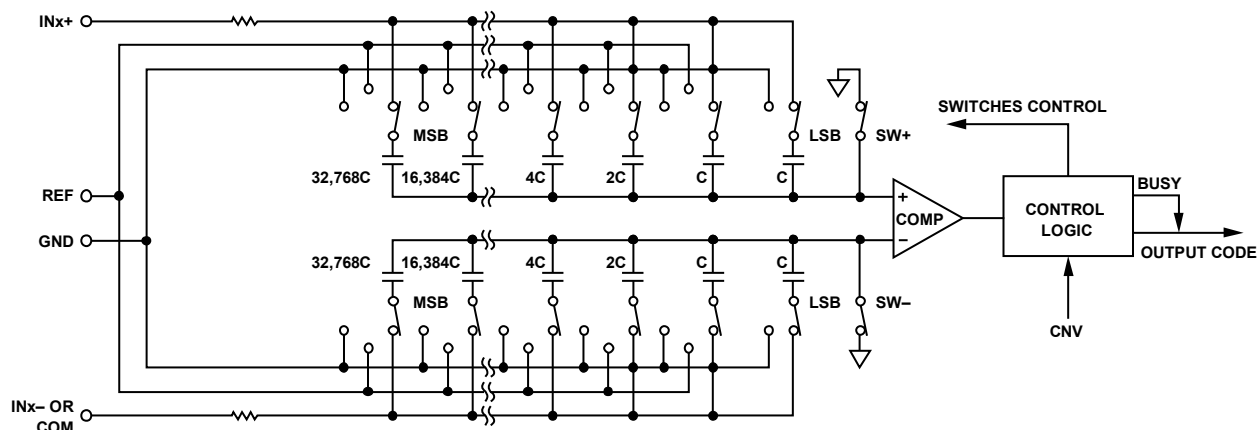 INx+
MSB
LSB
SW+
SWITCHES CONTROL
32,768C
16,384C
4C
2C
C
C
REF
GND
+
COMP
–
CONTROL
LOGIC
BUSY
OUTPUT CODE
CNV
32,768C
16,384C
4C
2C
C
C
MSB
LSB
SW–
INx– OR
COM